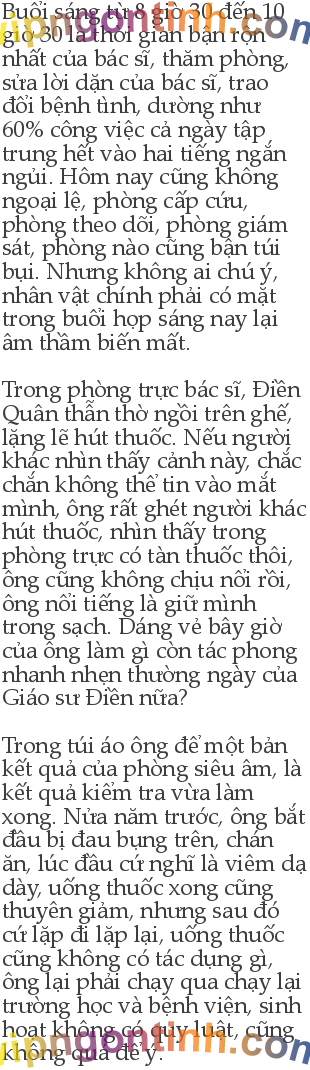 Buổi sáng từ 8 giờ 30 đến 10
giờ 30 là thời gian bận rộn
nhất của bác sĩ, thăm phòng,
sửa lời dặn của bác sĩ, trao
đổi bệnh tình, dường như
60% công việc cả ngày tập
trung hết vào hai tiếng ngắn
ngủi. Hôm nay cũng không
ngoại lệ, phòng cấp cứu,
phòng theo dõi, phòng giám
sát, phòng nào cũng bận túi
bụi. Nhưng không ai chú ý,
nhân vật chính phải có mặt
trong buổi họp sáng nay lại
âm thầm biến mất.
Trong phòng trực bác sĩ, Điền
Quân thẫn thờ ngồi trên ghế,
lặng lẽ hút thuốc. Nếu người
khác nhìn thấy cảnh này, chắc
chắn không thể tin vào mắt
mình, ông rất ghét người khác
hút thuốc, nhìn thấy trong
phòng trực có tàn thuốc thôi,
ông cũng không chịu nổi rồi,
ông nổi tiếng là giữ mình
trong sạch. Dáng vẻ bây giờ
của ông làm gì còn tác phong
nhanh nhẹn thường ngày của
Giáo sư Điền nữa?
Trong túi áo ông để một bản
kết quả của phòng siêu âm, là
kết quả kiểm tra vừa làm
xong. Nửa năm trước, ông bắt
đầu bị đau bụng trên, chán
ăn, lúc đầu cứ nghĩ là viêm dạ
dày, uống thuốc xong cũng
thuyên giảm, nhưng sau đó
cứ lặp đi lặp lại, uống thuốc
cũng không có tác dụng gì,
ông lại phải chạy qua chạy lại
trường học và bệnh viện, sinh
hoạt không có quy luật, cũng
không quá để ý.
vipngontinh.com
vipngontinh.com